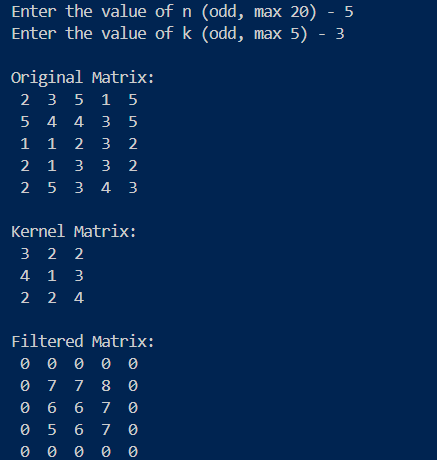 Enter the value of n (odd, max 20) - 5
Enter the value of k (odd, max 5) - 3
Original Matrix:
2 3 5 1 5
5 4 4 3 5
1 1 2 3 2
2 1 3 3 2
2 5 3 4 3
Kernel Matrix:
3 2 2
4 1 3
2 2 4
Filtered Matrix:
0 0 0 0 0
0 7 7 8 0
0 6 6 7 0
0 5 6 7 0
0 0 0 0 0